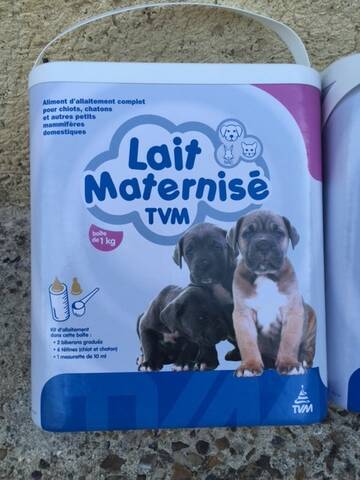 Aliment d'allaitement complet
pour chiots, chatons
et autres petits
mammifères
domestiques
Lait
Maternisé
TVM
boîte
de 1 kg
Kit d'allaitement
dans cette boîte :
• 2 biberons gradués
• 6 tétines (chiot et chaton)
• 1 mesurette de 10 ml
TVM